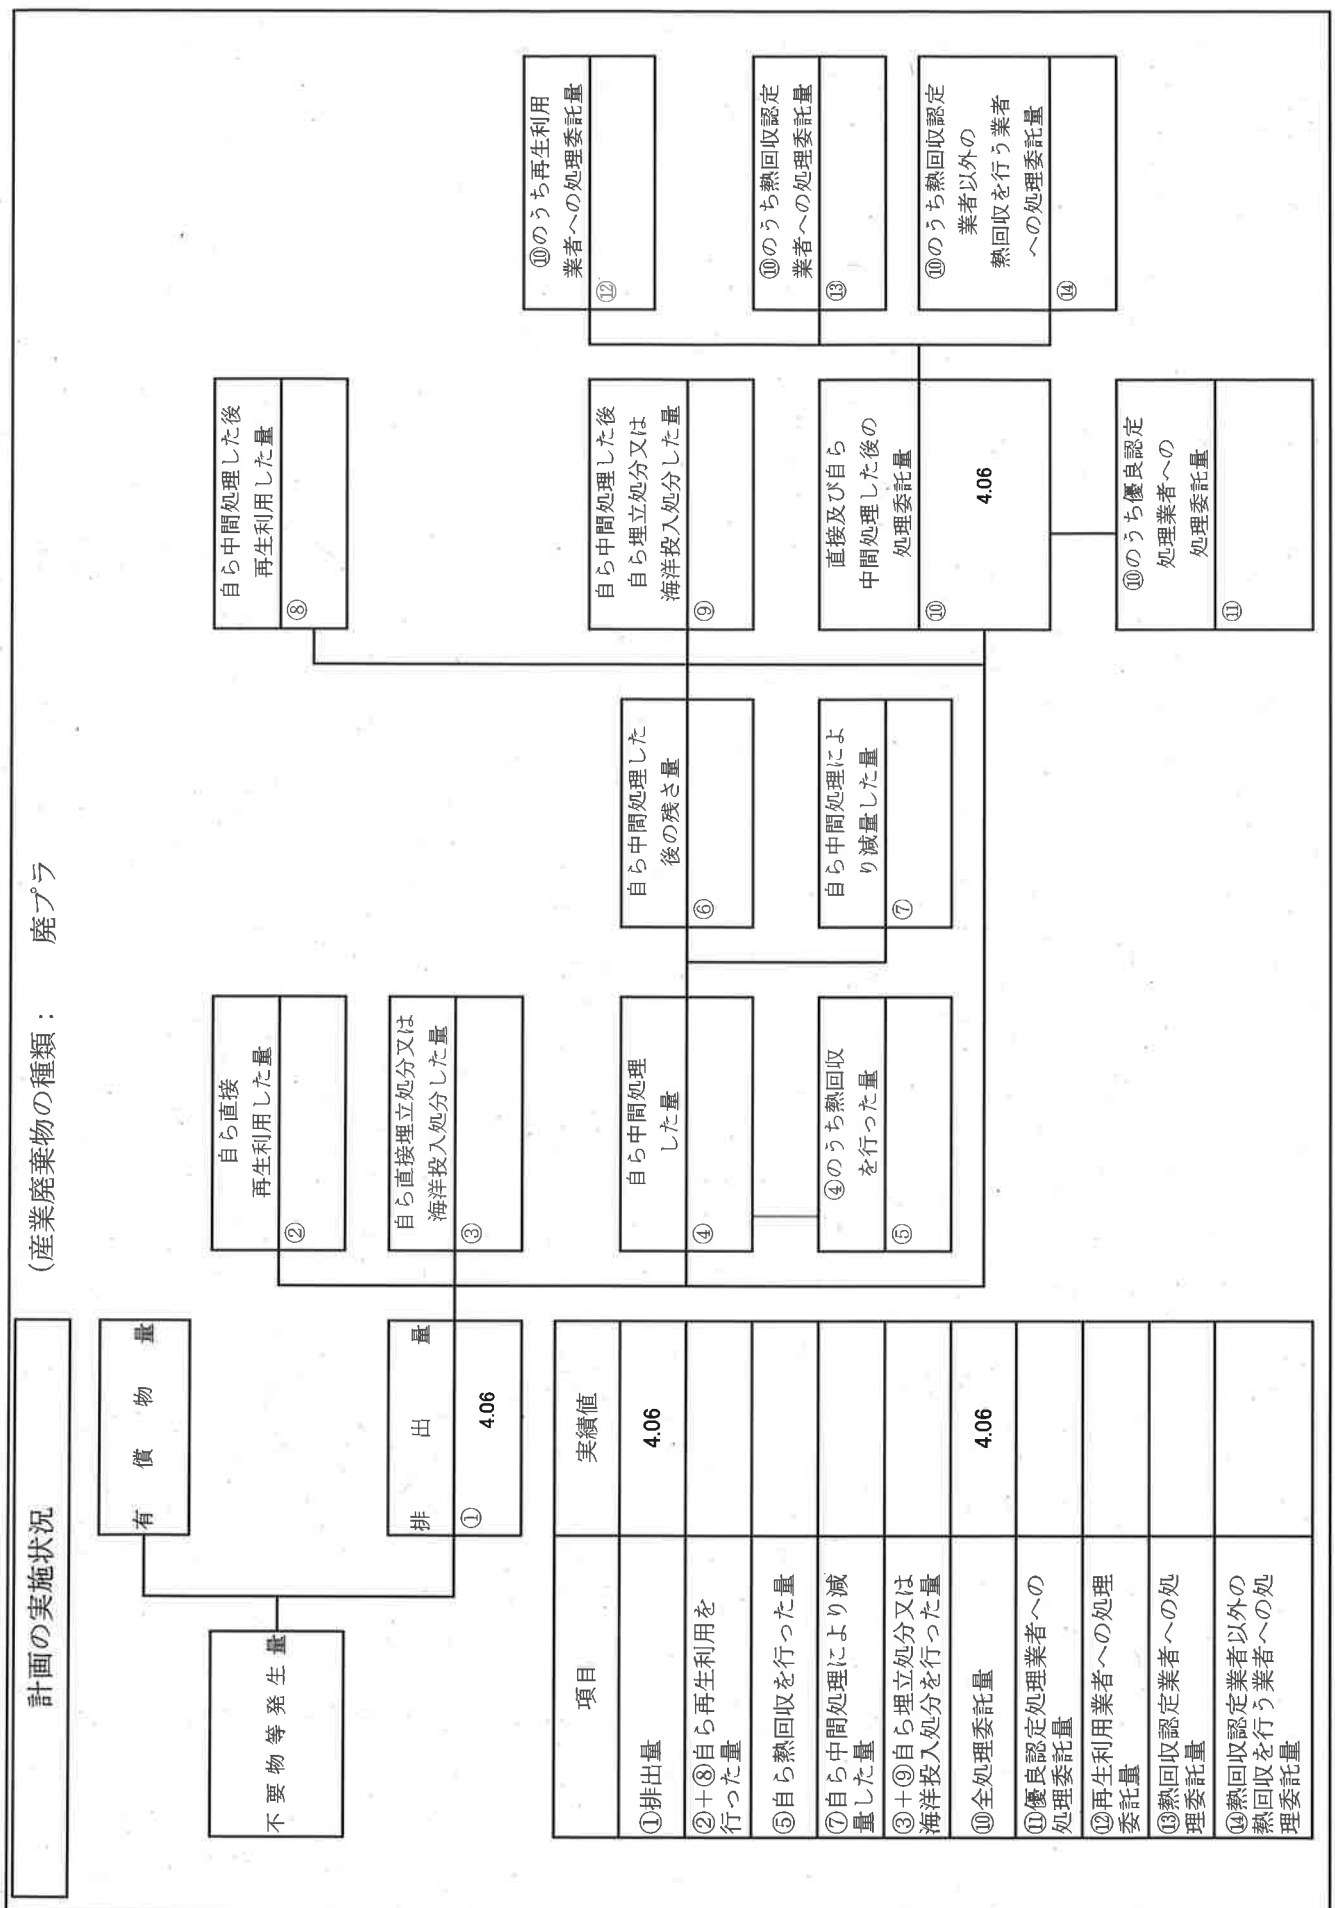 計画の実施状況
(産業廃棄物の種類： 廃プラ
不要物等発生量
有償物量
排出量
①
4.06
自ら直接
再生利用した量
②
自ら直接埋立処分又は
海洋投入処分した量
③
自ら中間処理
した量
④
④のうち熱回収
を行った量
⑤
自ら中間処理した
後の残さ量
⑥
自ら中間処理によ
り減量した量
⑦
自ら中間処理した後
再生利用した量
⑧
自ら中間処理した後
自ら埋立処分又は
海洋投入処分した量
⑨
直接及び自ら
中間処理した後の
処理委託量
⑩
4.06
⑩のうち優良認定
処理業者への
処理委託量
⑪
⑩のうち再生利用
業者への処理委託量
⑫
⑩のうち熱回収認定
業者への処理委託量
⑬
⑩のうち熱回収認定
業者以外の
熱回収を行う業者
への処理委託量
⑭
項目 実績値
①排出量 4.06
②＋⑧自ら再生利用を
行った量
⑤自ら熱回収を行った量
⑦自ら中間処理により減
量した量
③＋⑨自ら埋立処分又は
海洋投入処分を行った量
⑩全処理委託量 4.06
⑪優良認定処理業者への
処理委託量
⑫再生利用業者への処理
委託量
⑬熱回収認定業者への処
理委託量
⑭熱回収認定業者以外の
熱回収を行う業者への処
理委託量